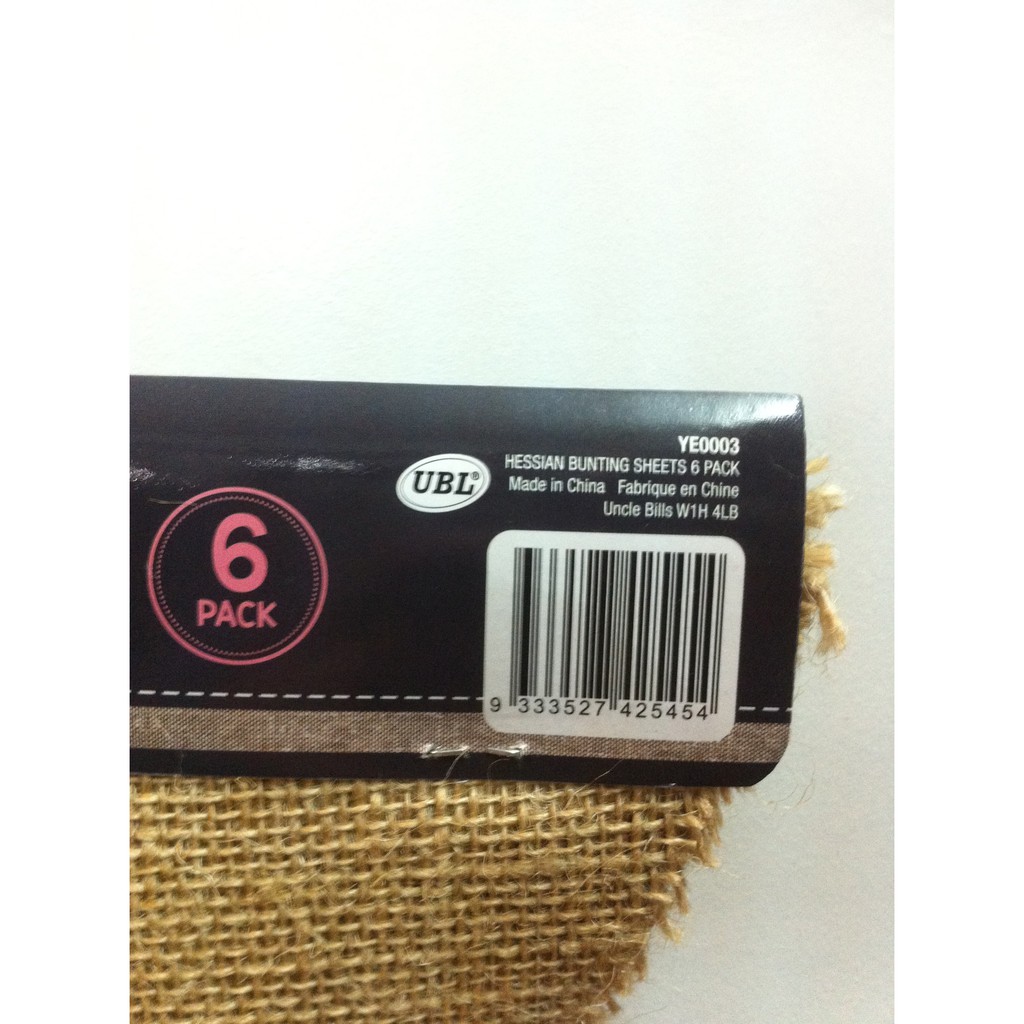 YE0003
HESSIAN BUNTING SHEETS 6 PACK
Made in China Fabrique en Chine
Uncle Bills W1H 4LB
UBL®
6
PACK
9 333527 425454